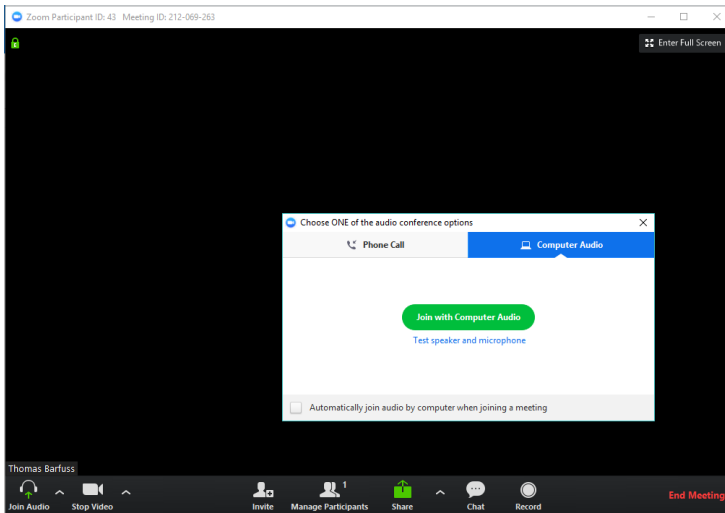 Zoom Participant ID: 43 Meeting ID: 212-069-263
Enter Full Screen
Choose ONE of the audio conference options
Phone Call
Computer Audio
Join with Computer Audio
Test speaker and microphone
Automatically join audio by computer when joining a meeting
Thomas Barfuss
1
Join Audio Stop Video Invite Manage Participants Share Chat Record End Meeting